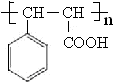 [ CH — CH ]n
COOH